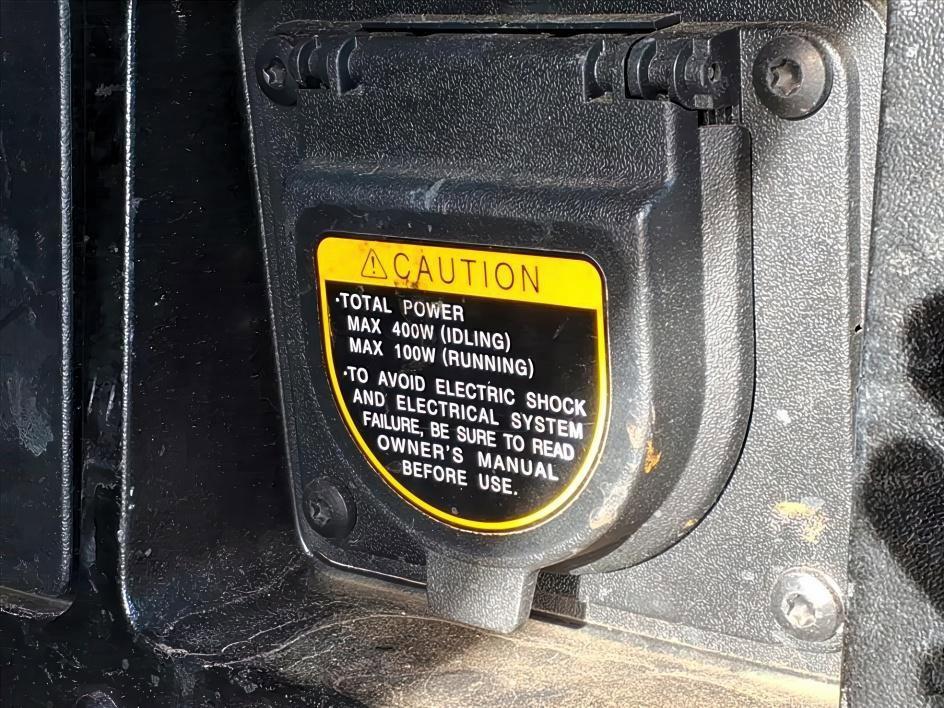 ⚠CAUTION
·TOTAL POWER
MAX 400W (IDLING)
MAX 100W (RUNNING)
·TO AVOID ELECTRIC SHOCK
AND ELECTRICAL SYSTEM
FAILURE, BE SURE TO READ
OWNER'S MANUAL
BEFORE USE.